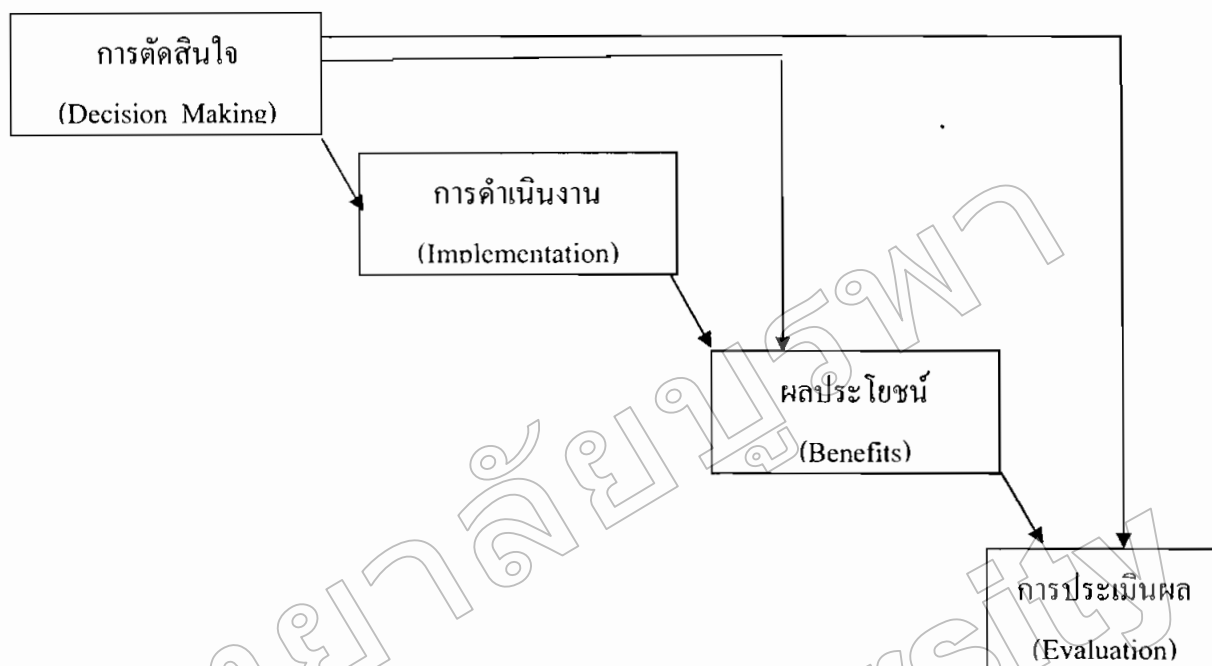 การตัดสินใจ
(Decision Making)
การดำเนินงาน
(Implementation)
ผลประโยชน์
(Benefits)
การประเมินผล
(Evaluation)